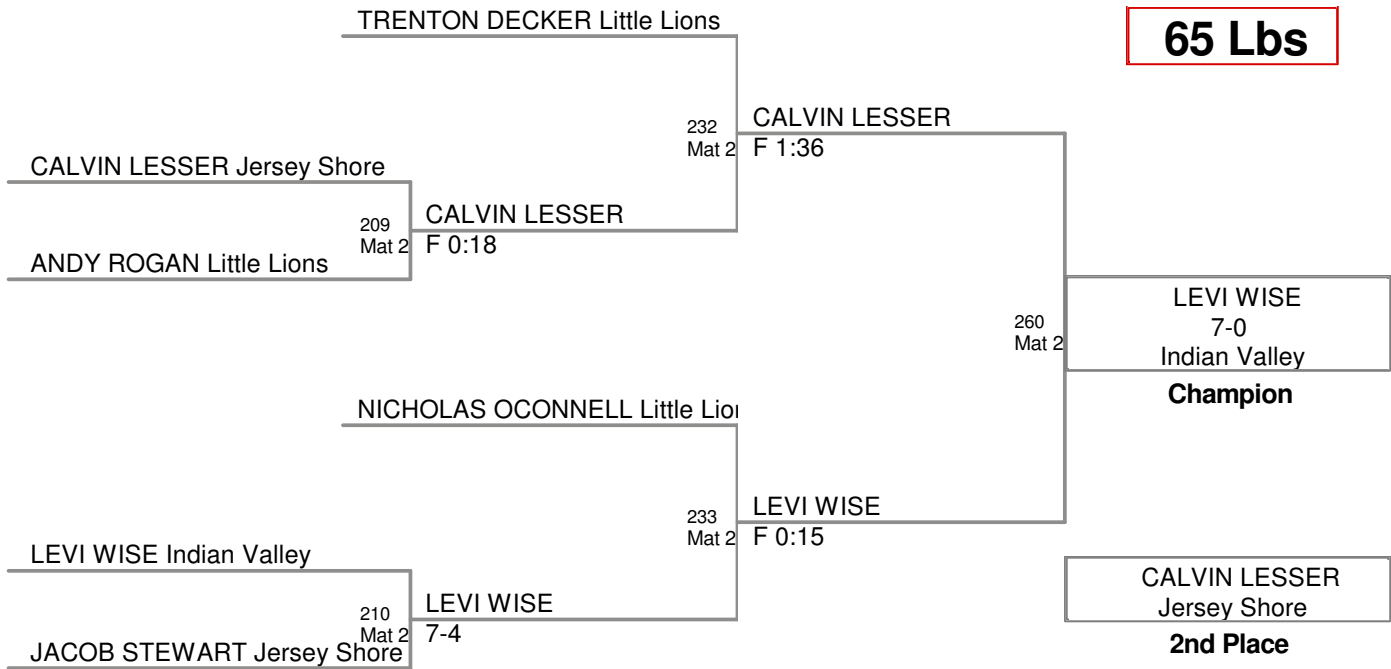 TRENTON DECKER Little Lions
65 Lbs
232
Mat 2
CALVIN LESSER
F 1:36
CALVIN LESSER Jersey Shore
209
Mat 2
CALVIN LESSER
F 0:18
ANDY ROGAN Little Lions
260
Mat 2
LEVI WISE
7-0
Indian Valley
Champion
NICHOLAS OCONNELL Little Lion
233
Mat 2
LEVI WISE
F 0:15
LEVI WISE Indian Valley
210
Mat 2
LEVI WISE
7-4
JACOB STEWART Jersey Shore
CALVIN LESSER
Jersey Shore
2nd Place